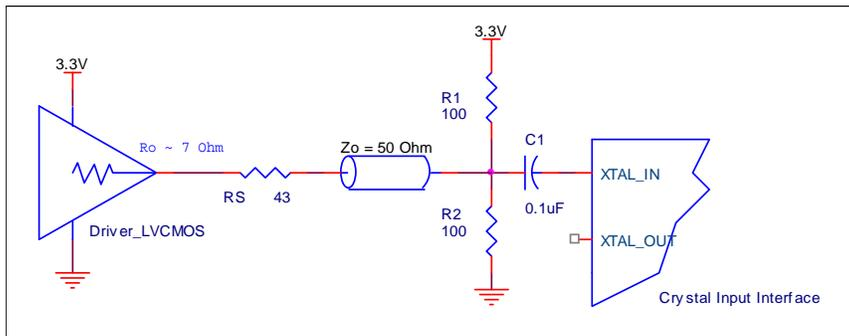 3.3V
3.3V
R1
100
C1
Zo = 50 Ohm
Ro ~ 7 Ohm
XTAL_IN
RS 43
0.1uF
R2
100
Driver_LVCMOS
XTAL_OUT
Crystal Input Interface